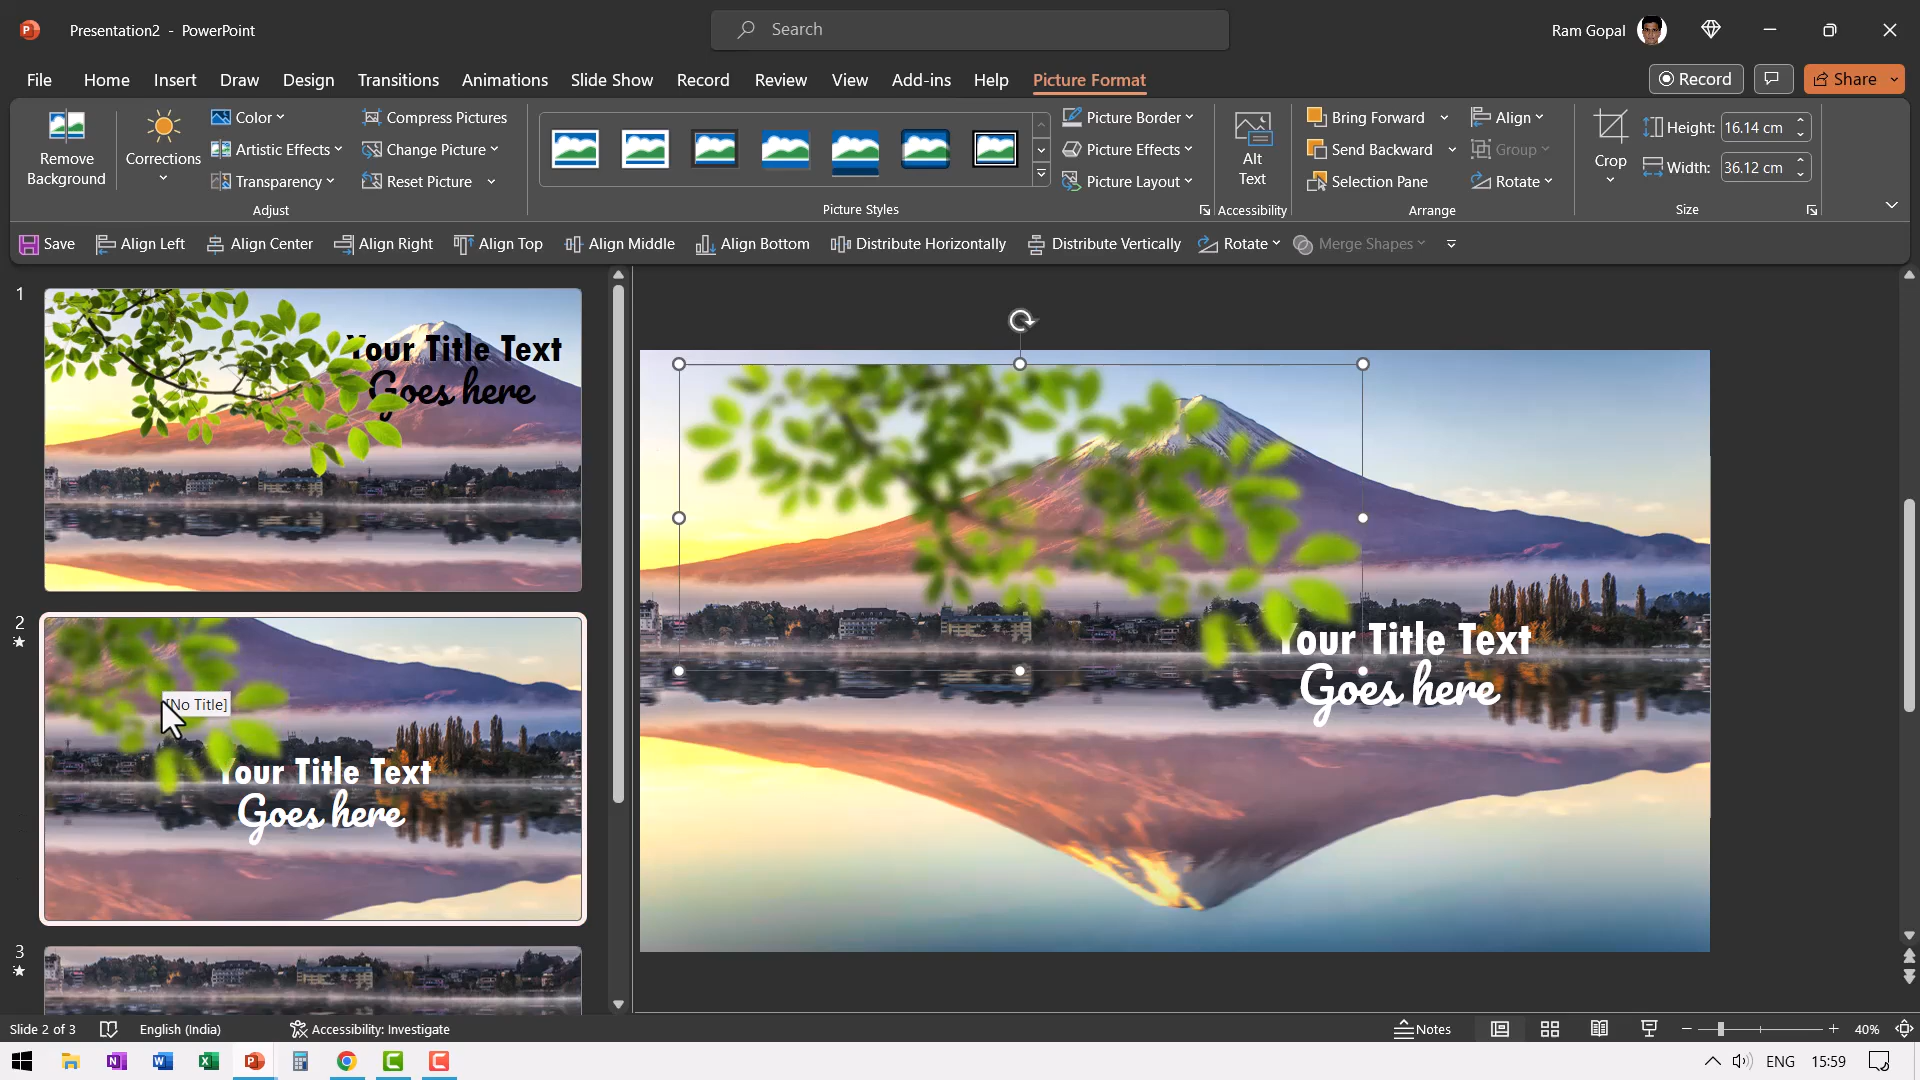 Presentation2 - PowerPoint
Search
Ram Gopal
File Home Insert Draw Design Transitions Animations Slide Show Record Review View Add-ins Help Picture Format
Record
Share
Remove Background
Corrections
Color
Artistic Effects
Transparency
Compress Pictures
Change Picture
Reset Picture
Adjust
Picture Styles
Picture Border
Picture Effects
Picture Layout
Alt Text
Accessibility
Bring Forward
Send Backward
Selection Pane
Align
Group
Rotate
Arrange
Crop
Height: 16.14 cm
Width: 36.12 cm
Size
Save Align Left Align Center Align Right Align Top Align Middle Align Bottom Distribute Horizontally Distribute Vertically Rotate Merge Shapes
1
Your Title Text
Goes here
2
[No Title]
Your Title Text
Goes here
3
Your Title Text
Goes here
Slide 2 of 3
English (India)
Accessibility: Investigate
Notes
40%
ENG
15:59